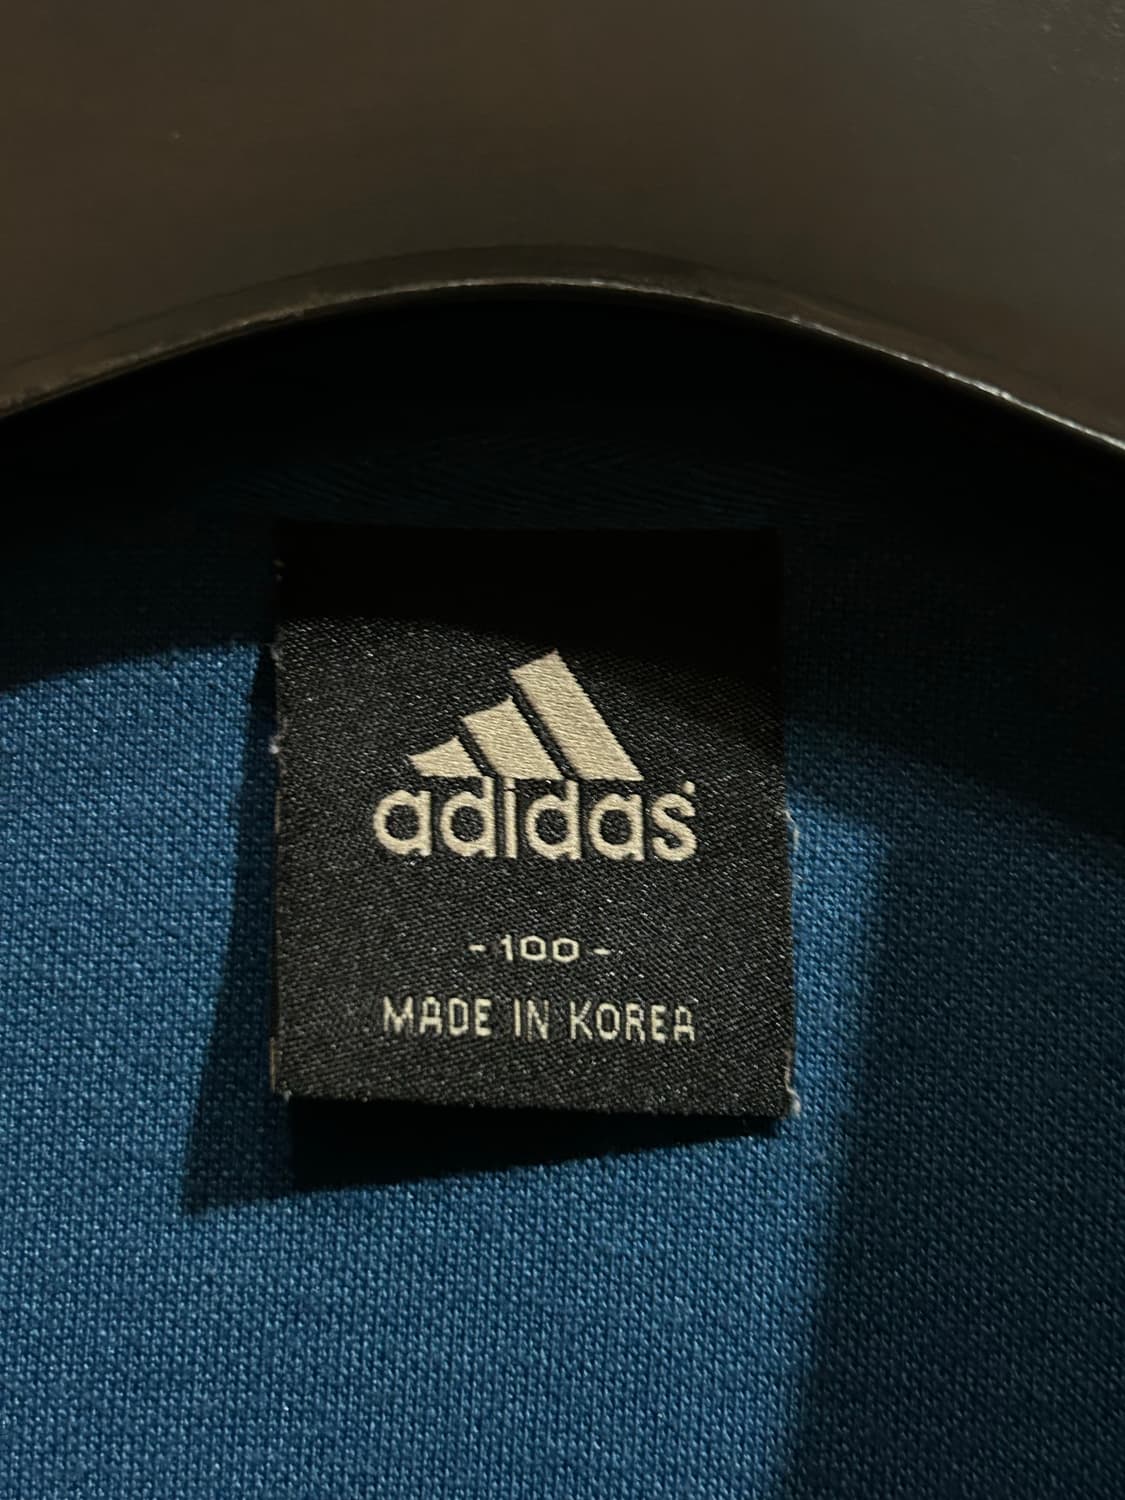 adidas
- 100 -
MADE IN KOREA